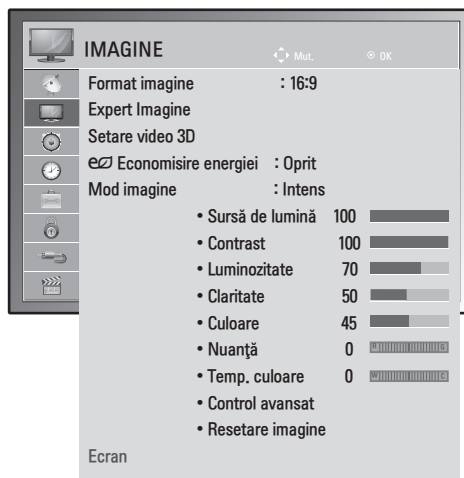 IMAGINE
Mut.
OK
Format imagine : 16:9
Expert Imagine
Setare video 3D
Economisire energiei : Oprit
Mod imagine : Intens
• Sursă de lumină 100
• Contrast 100
• Luminozitate 70
• Claritate 50
• Culoare 45
• Nuanţă 0 R G
• Temp. culoare 0 W C
• Control avansat
• Resetare imagine
Ecran